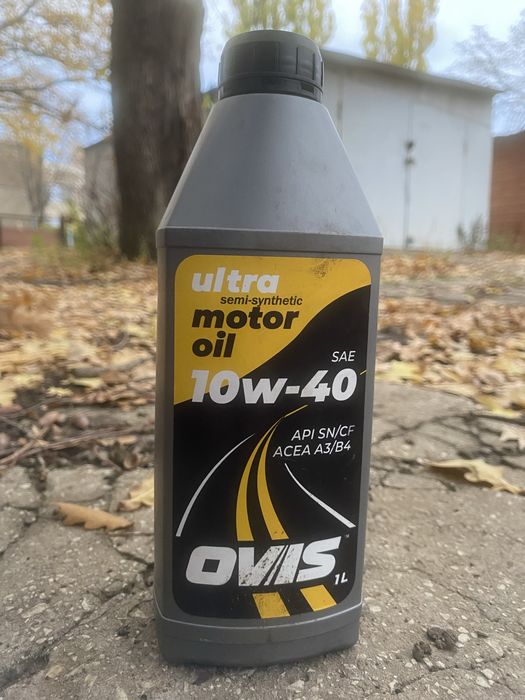 ultra
semi-synthetic
motor
oil
SAE
10w-40
API SN/CF
ACEA A3/B4
OVIS
1L